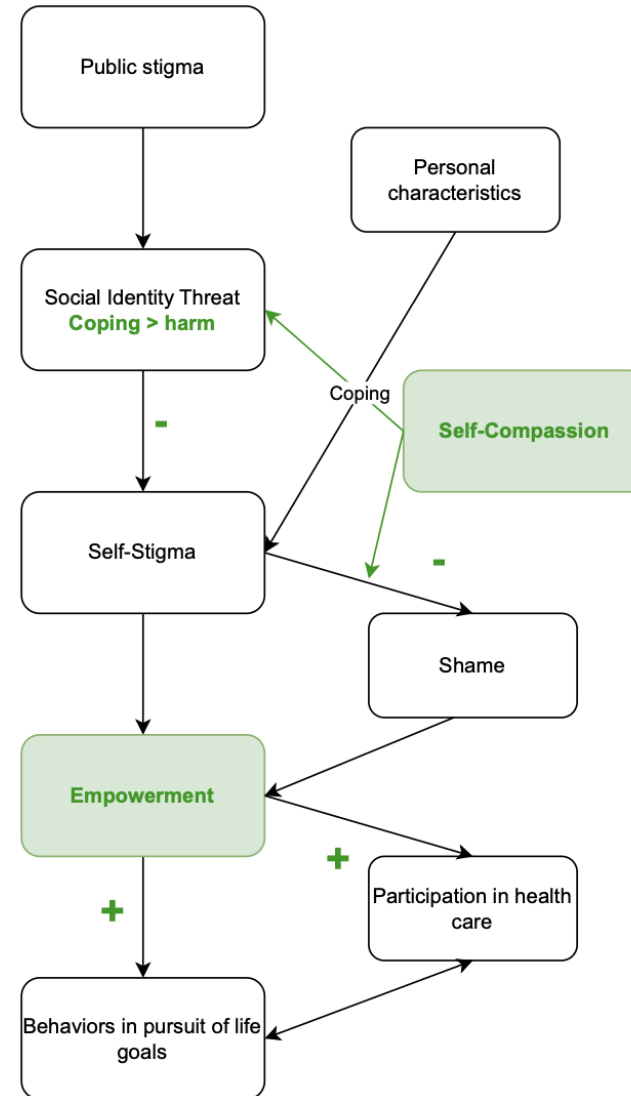 Public stigma
Personal
characteristics
Social Identity Threat
Coping > harm
Coping
Self-Compassion
-
Self-Stigma
-
Shame
Empowerment
+
Participation in health
care
+
Behaviors in pursuit of life
goals